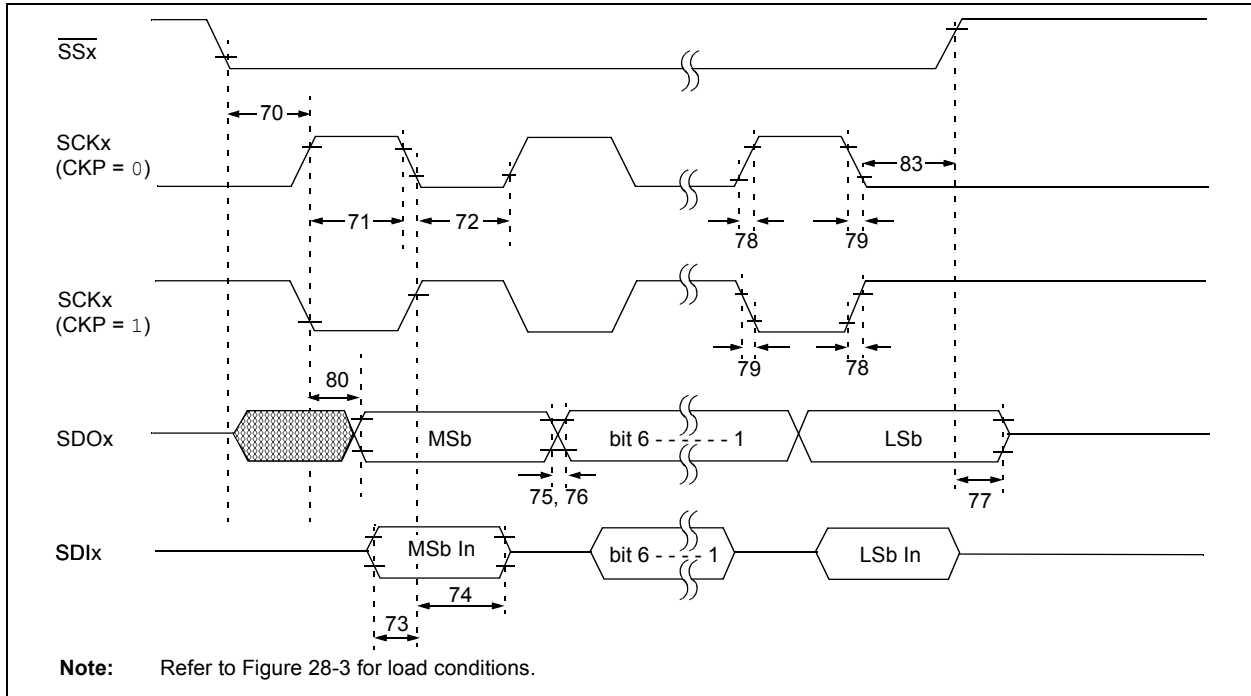 SSx
70
SCKx
(CKP = 0)
83
71
72
78
79
SCKx
(CKP = 1)
79
78
80
SDOx
MSb
bit 6 - - - - - - 1
LSb
75, 76
77
SDIx
MSb In
bit 6 - - - - 1
LSb In
74
73
Note: Refer to Figure 28-3 for load conditions.